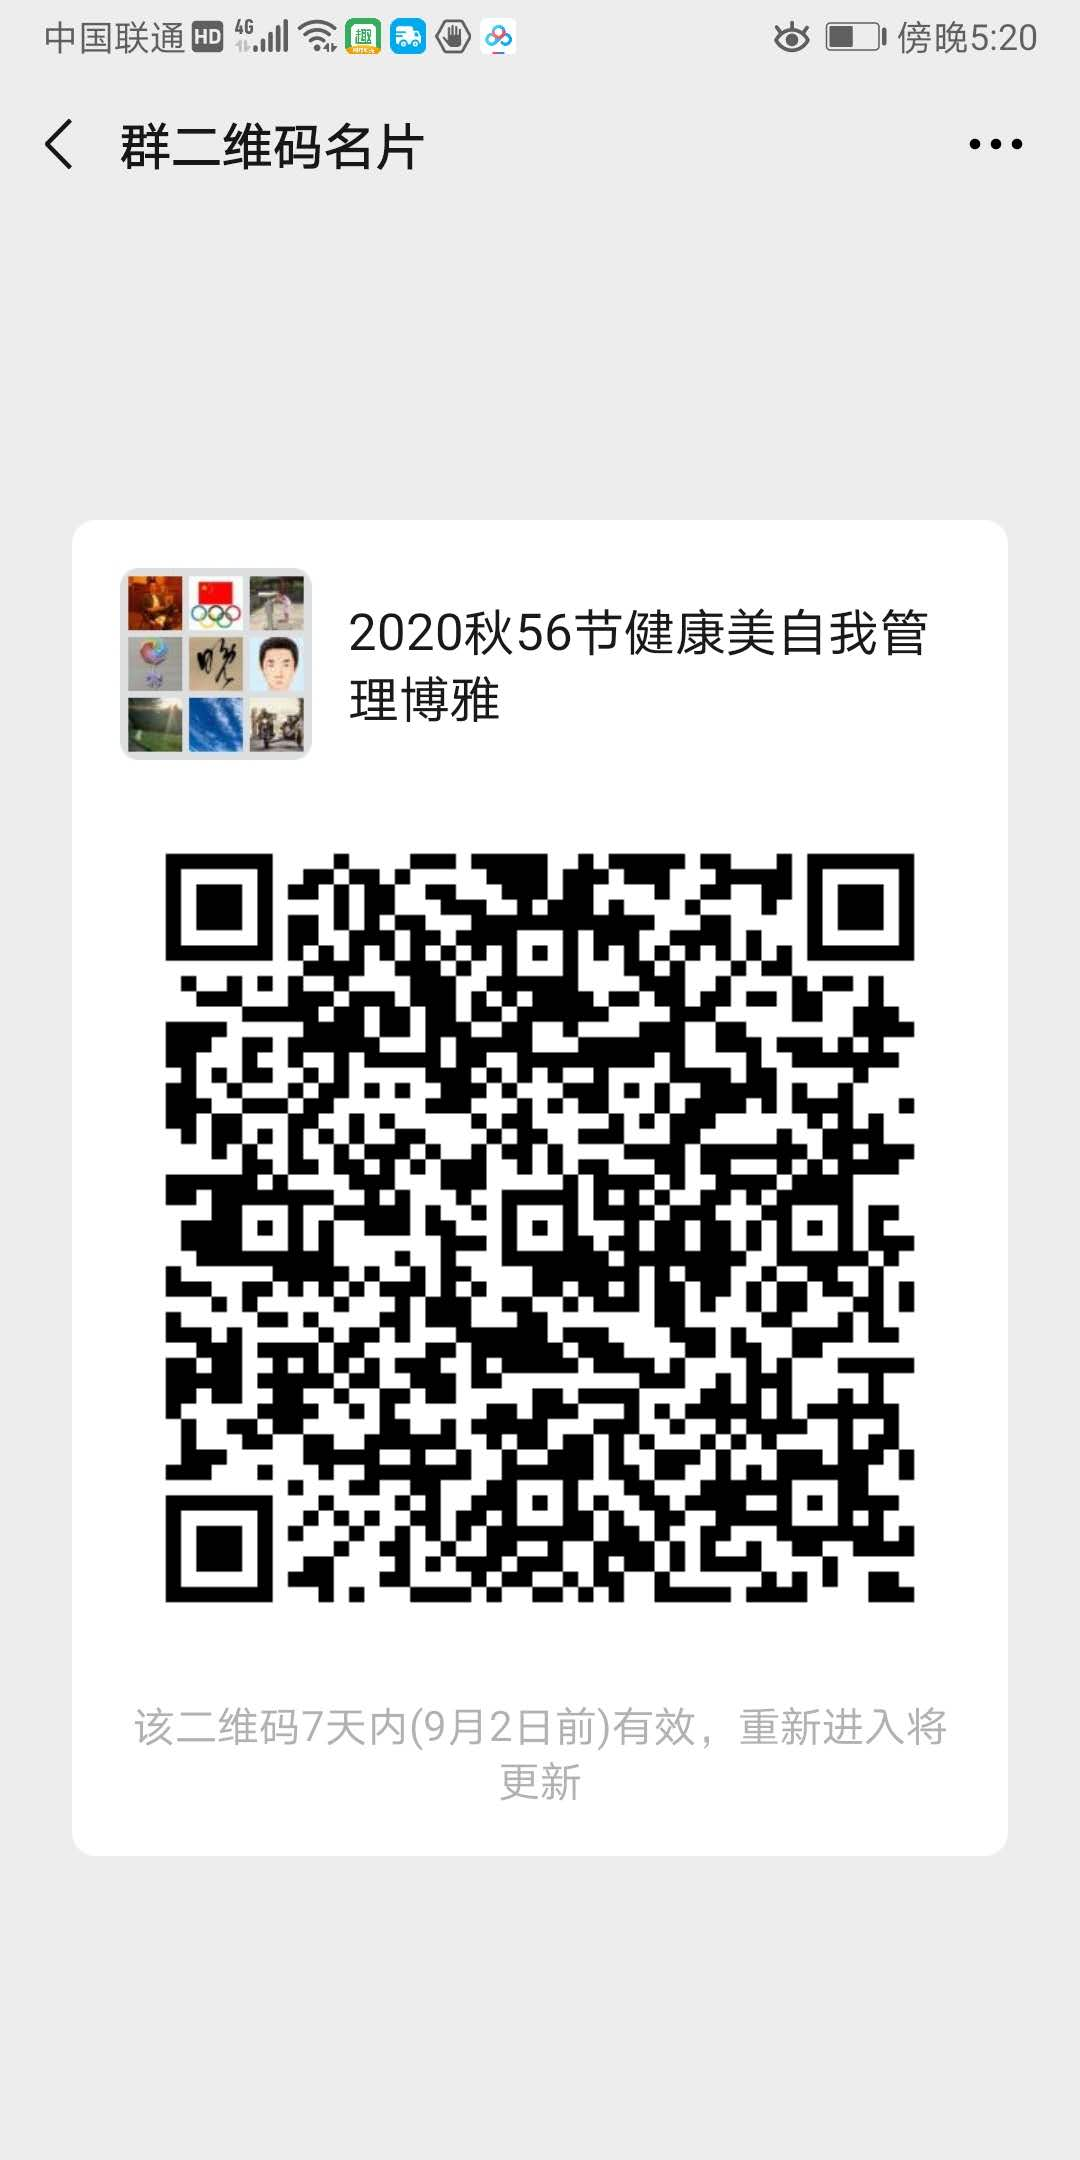 中国联通 HD 4G 趣 傍晚5:20
群二维码名片
2020秋56节健康美自我管
理博雅
该二维码7天内(9月2日前)有效，重新进入将
更新